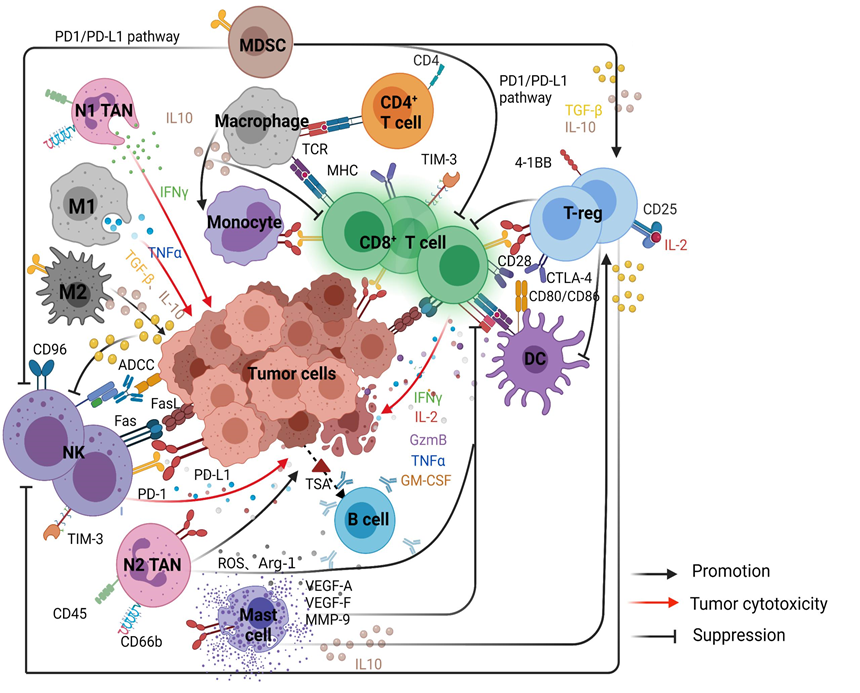 PD1/PD-L1 pathway
MDSC
CD4
PD1/PD-L1
pathway
TGF-β
IL-10
N1 TAN
IL10
Macrophage
CD4+
T cell
TCR
MHC
TIM-3
4-1BB
IFNγ
M1
Monocyte
CD8+ T cell
T-reg
CD25
IL-2
TNFα
TGF-β、
IL-10
M2
CD28
CTLA-4
CD80/CD86
DC
CD96
ADCC
Tumor cells
FasL
Fas
IFNγ
IL-2
GzmB
TNFα
GM-CSF
NK
PD-L1
PD-1
TSA
B cell
TIM-3
N2 TAN
ROS、Arg-1
VEGF-A
VEGF-F
MMP-9
CD45
CD66b
Mast
cell
IL10
Promotion
Tumor cytotoxicity
Suppression